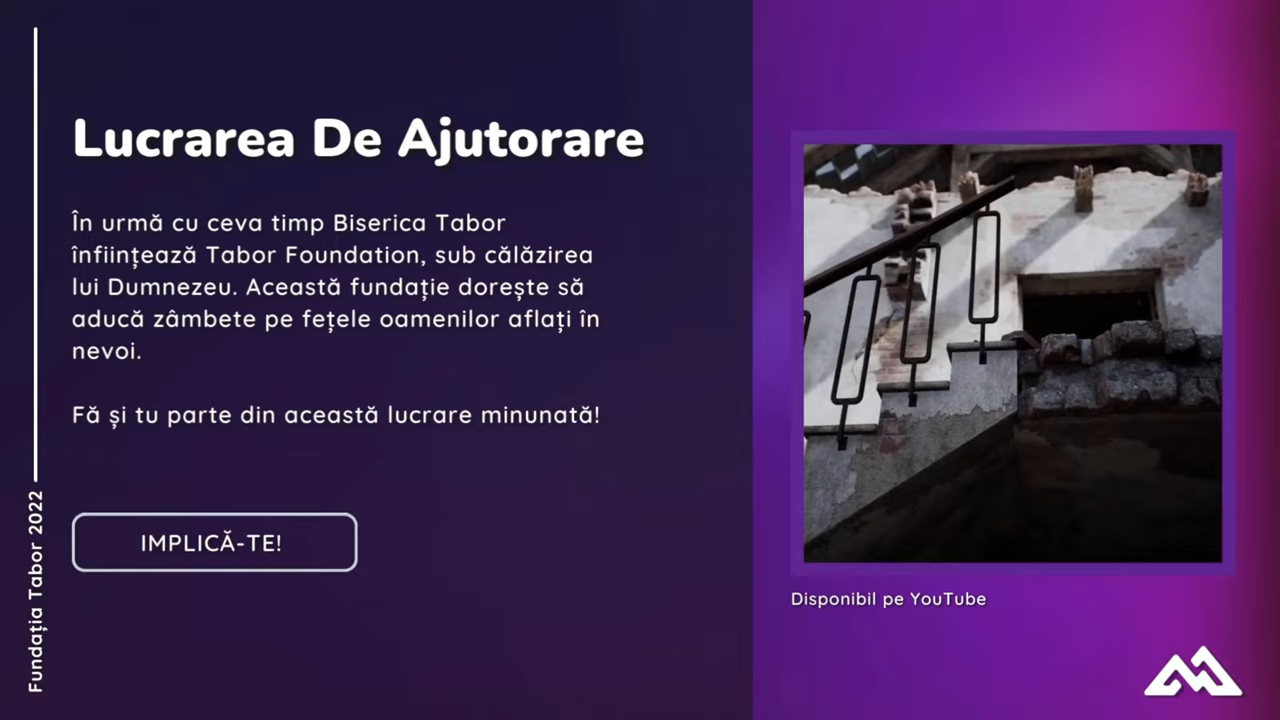 Lucrarea De Ajutorare
În urmă cu ceva timp Biserica Tabor
înființează Tabor Foundation, sub călăzirea
lui Dumnezeu. Această fundație dorește să
aducă zâmbete pe fețele oamenilor aflați în
nevoi.
Fă și tu parte din această lucrare minunată!
IMPLICĂ-TE!
Fundația Tabor 2022
Disponibil pe YouTube